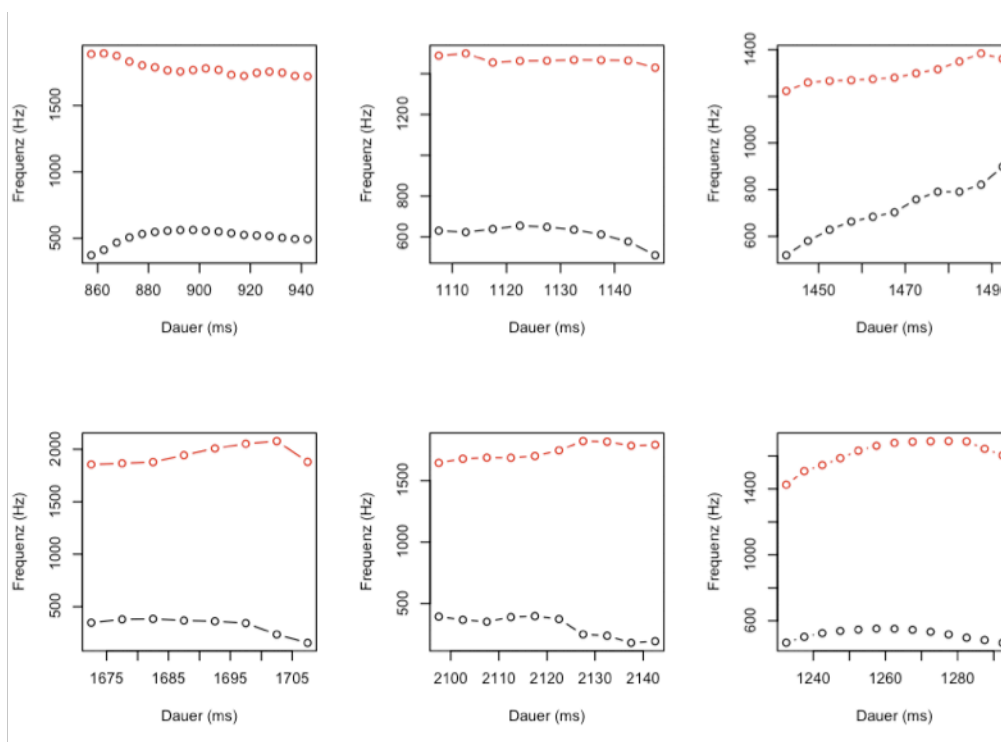 Frequenz (Hz)
500 1000 1500
860 880 900 920 940
Dauer (ms)
Frequenz (Hz)
600 800 1200
1110 1120 1130 1140
Dauer (ms)
Frequenz (Hz)
600 800 1000 1400
1450 1470 1490
Dauer (ms)
Frequenz (Hz)
500 1000 1500 2000
1675 1685 1695 1705
Dauer (ms)
Frequenz (Hz)
500 1000 1500
2100 2110 2120 2130 2140
Dauer (ms)
Frequenz (Hz)
600 1000 1400
1240 1260 1280
Dauer (ms)